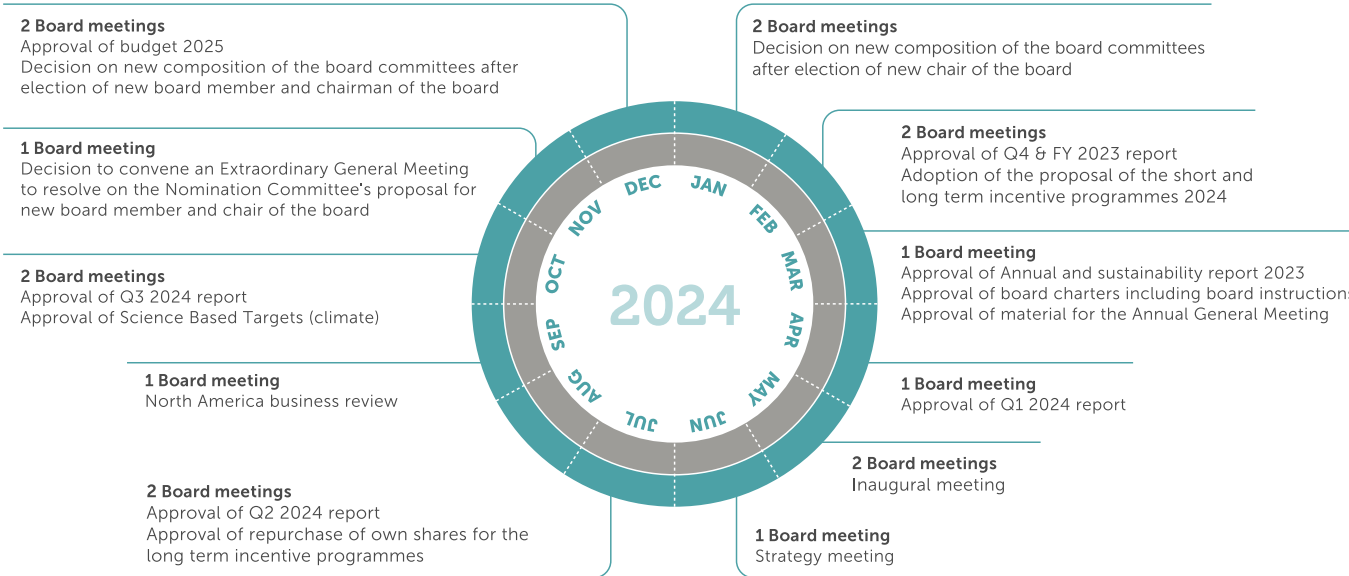 2 Board meetings
Approval of budget 2025
Decision on new composition of the board committees after
election of new board member and chairman of the board
1 Board meeting
Decision to convene an Extraordinary General Meeting
to resolve on the Nomination Committee's proposal for
new board member and chair of the board
2 Board meetings
Approval of Q3 2024 report
Approval of Science Based Targets (climate)
1 Board meeting
North America business review
2 Board meetings
Approval of Q2 2024 report
Approval of repurchase of own shares for the
long term incentive programmes
DEC
JAN
NOV
FEB
OCT
MAR
2024
SEP
APR
AUG
MAY
JUL
JUN
2 Board meetings
Decision on new composition of the board committees
after election of new chair of the board
2 Board meetings
Approval of Q4 & FY 2023 report
Adoption of the proposal of the short and
long term incentive programmes 2024
1 Board meeting
Approval of Annual and sustainability report 2023
Approval of board charters including board instructions
Approval of material for the Annual General Meeting
1 Board meeting
Approval of Q1 2024 report
2 Board meetings
Inaugural meeting
1 Board meeting
Strategy meeting